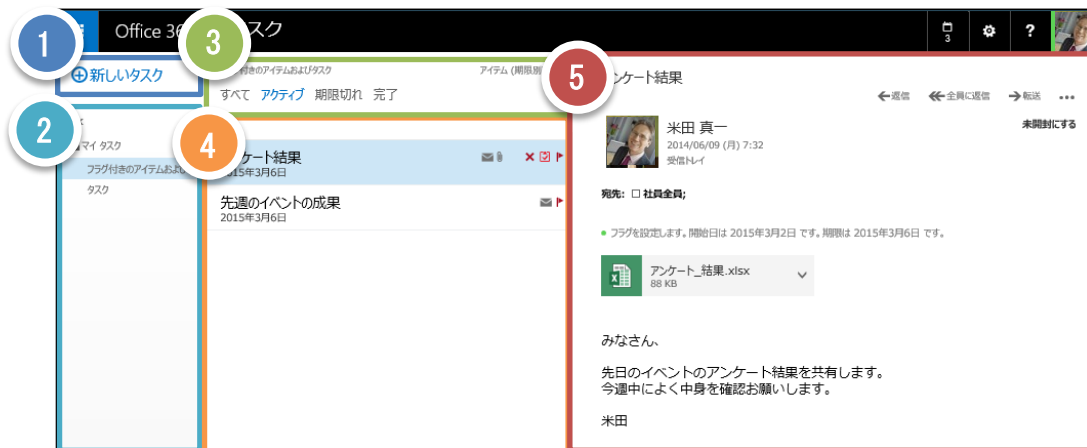 1
Office 36
スク
3
?
3
新しいタスク
付きのアイテムおよびタスク
アイテム (期限別
すべて アクティブ 期限切れ 完了
2
マイ タスク
フラグ付きのアイテムおよび
タスク
4
ケート結果
2015年3月6日
先週のイベントの成果
2015年3月6日
5
ンケート結果
返信
全員に返信
転送
...
米田 真一
未開封にする
2014/06/09 (月) 7:32
受信トレイ
宛先: 社員全員;
フラグを設定します。開始日は 2015年3月2日 です。期限は 2015年3月6日 です。
アンケート_結果.xlsx
88 KB
みなさん、
先日のイベントのアンケート結果を共有します。
今週中によく中身を確認お願いします。
米田